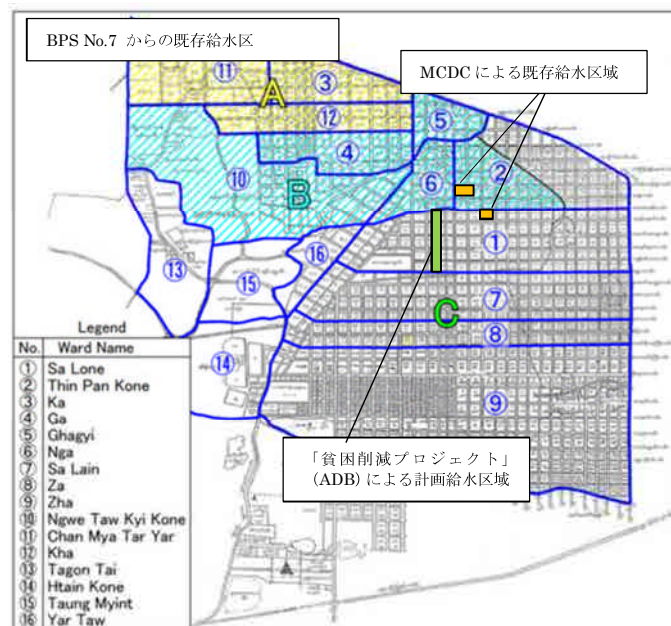 BPS No.7 からの既存給水区
MCDC による既存給水区域
⑪
③
A
⑫
⑤
④
②
⑥
⑩
B
①
⑯
⑬
⑮
⑦
C
⑧
⑭
⑨
「貧困削減プロジェクト」
(ADB)による計画給水区域
Legend
No. Ward Name
① Sa Lone
② Thin Pan Kone
③ Ka
④ Ga
⑤ Ghagyi
⑥ Nga
⑦ Sa Lain
⑧ Za
⑨ Zha
⑩ Ngwe Taw Kyi Kone
⑪ Chan Mya Tar Yar
⑫ Kha
⑬ Tagon Tai
⑭ Htain Kone
⑮ Taung Myint
⑯ Yar Taw